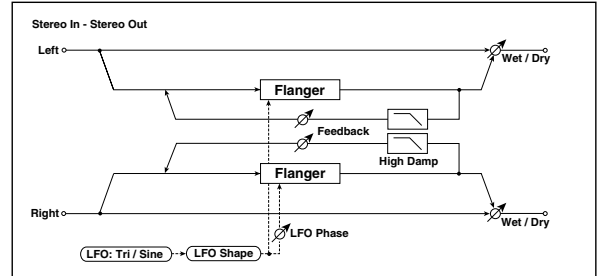 Stereo In - Stereo Out
Left
Wet / Dry
Flanger
Feedback
High Damp
Flanger
LFO Phase
Right
Wet / Dry
LFO: Tri / Sine
LFO Shape